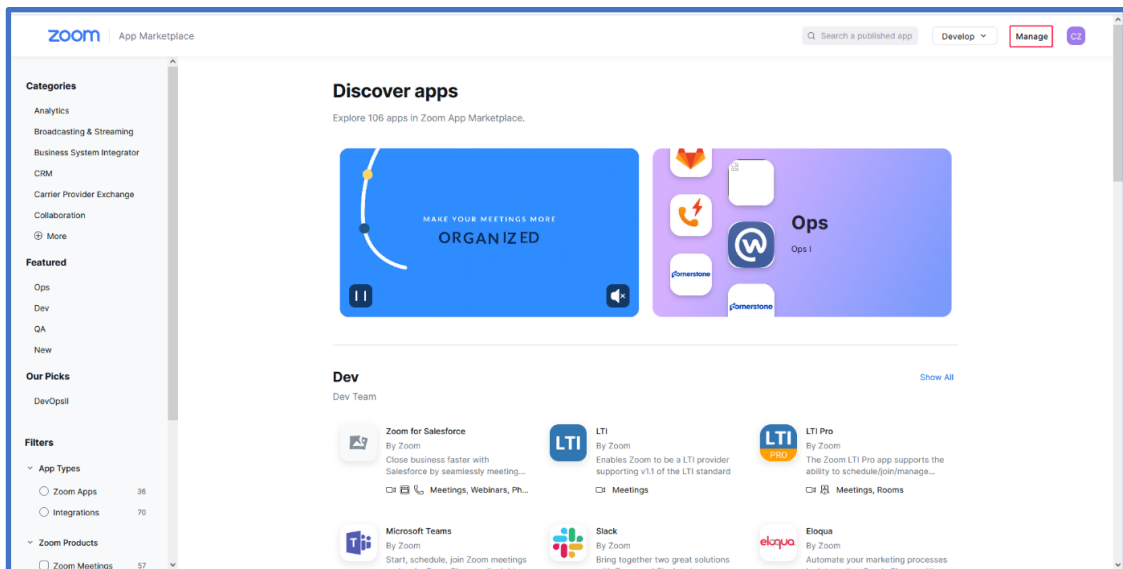 zoom App Marketplace
Search a published app
Develop
Manage
CZ
Categories
Analytics
Broadcasting & Streaming
Business System Integrator
CRM
Carrier Provider Exchange
Collaboration
More
Featured
Ops
Dev
QA
New
Our Picks
DevOpsII
Filters
App Types
Zoom Apps 36
Integrations 70
Zoom Products
Zoom Meetings 57
Discover apps
Explore 106 apps in Zoom App Marketplace.
MAKE YOUR MEETINGS MORE
ORGANIZED
cornerstone
cornerstone
Ops
Ops I
Dev
Show All
Dev Team
Zoom for Salesforce
By Zoom
Close business faster with
Salesforce by seamlessly meeting...
Meetings, Webinars, Ph...
LTI
LTI
By Zoom
Enables Zoom to be a LTI provider
supporting v1.1 of the LTI standard
Meetings
LTI
PRO
LTI Pro
By Zoom
The Zoom LTI Pro app supports the
ability to schedule/join/manage...
Meetings, Rooms
Microsoft Teams
By Zoom
Start, schedule, join Zoom meetings
Slack
By Zoom
Bring together two great solutions
eloqua
Eloqua
By Zoom
Automate your marketing processes